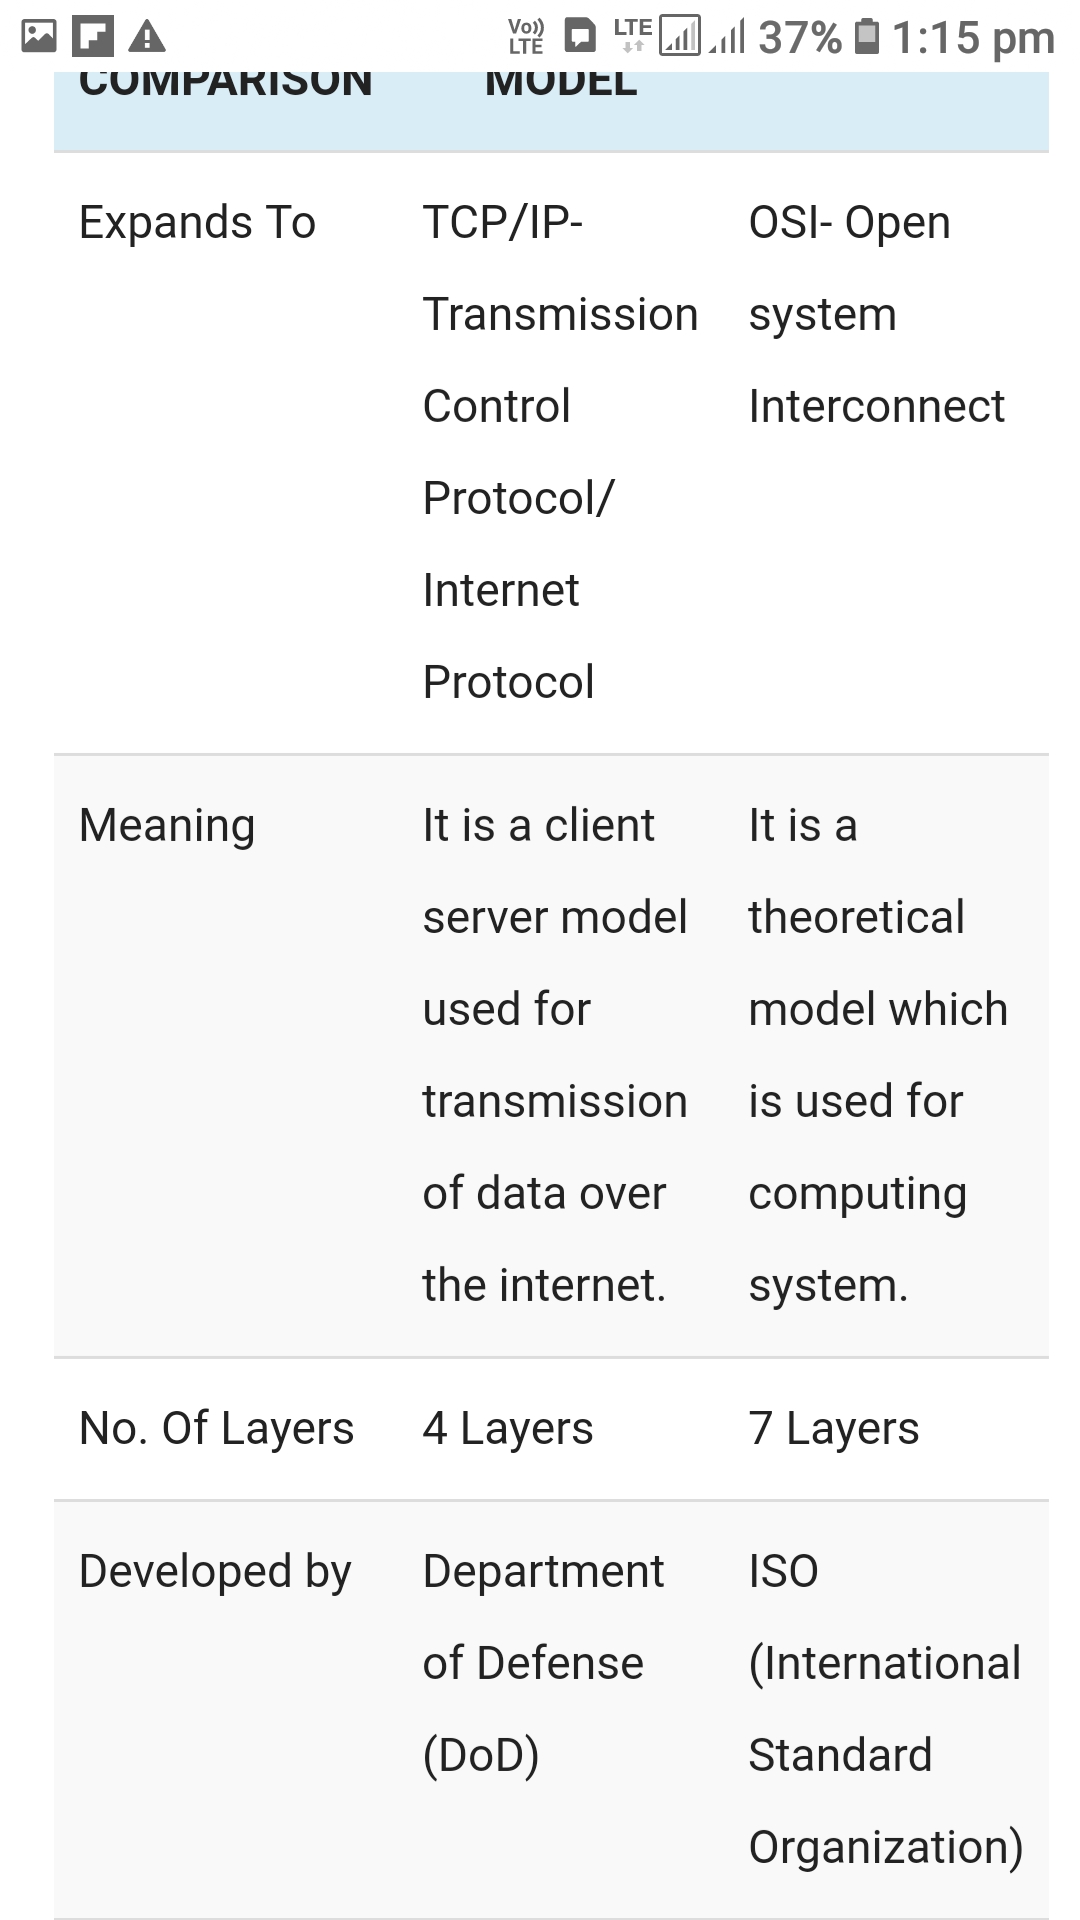 Vo)) LTE LTE 37% 1:15 pm
COMPARISON MODEL
Expands To TCP/IP- OSI- Open
Transmission system
Control Interconnect
Protocol/
Internet
Protocol
Meaning It is a client It is a
server model theoretical
used for model which
transmission is used for
of data over computing
the internet. system.
No. Of Layers 4 Layers 7 Layers
Developed by Department ISO
of Defense (International
(DoD) Standard
Organization)